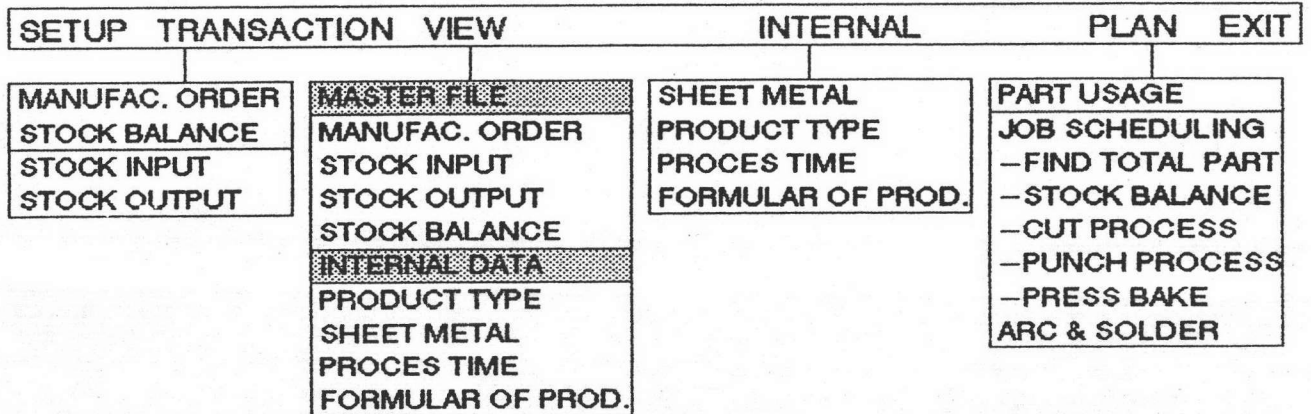 SETUP TRANSACTION VIEW INTERNAL PLAN EXIT
MANUFAC. ORDER
STOCK BALANCE
STOCK INPUT
STOCK OUTPUT
MASTER FILE
MANUFAC. ORDER
STOCK INPUT
STOCK OUTPUT
STOCK BALANCE
INTERNAL DATA
PRODUCT TYPE
SHEET METAL
PROCES TIME
FORMULAR OF PROD.
SHEET METAL
PRODUCT TYPE
PROCES TIME
FORMULAR OF PROD.
PART USAGE
JOB SCHEDULING
–FIND TOTAL PART
–STOCK BALANCE
–CUT PROCESS
–PUNCH PROCESS
–PRESS BAKE
ARC & SOLDER